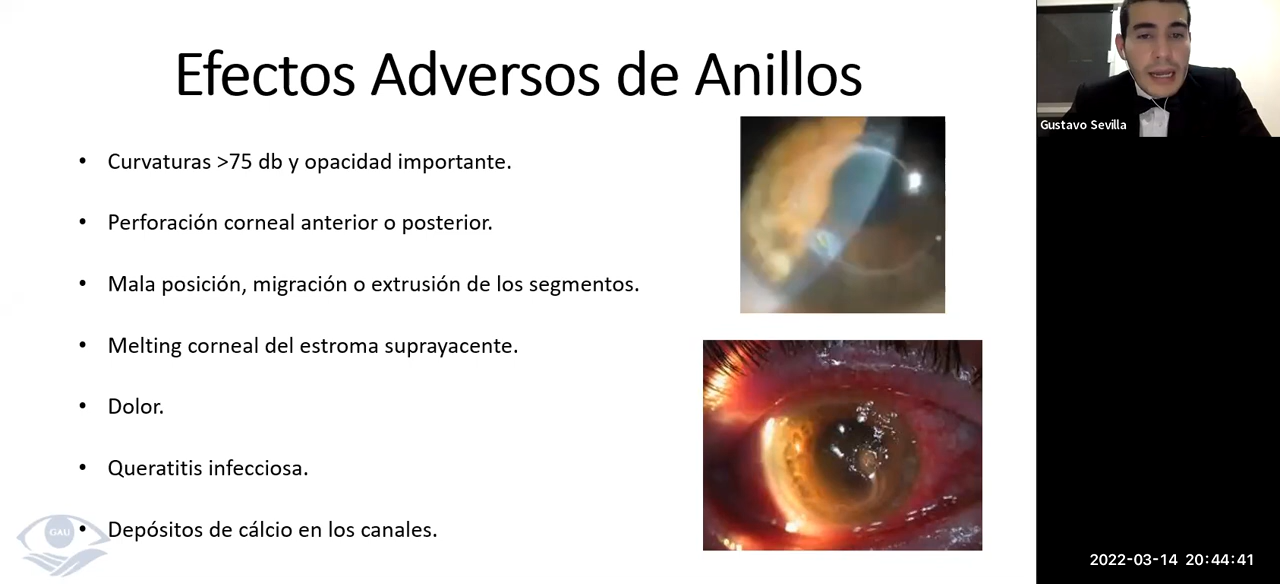 Efectos Adversos de Anillos
• Curvaturas >75 db y opacidad importante.
• Perforación corneal anterior o posterior.
• Mala posición, migración o extrusión de los segmentos.
• Melting corneal del estroma suprayacente.
• Dolor.
• Queratitis infecciosa.
• Depósitos de cálcio en los canales.
GAU
Gustavo Sevilla
2022-03-14 20:44:41